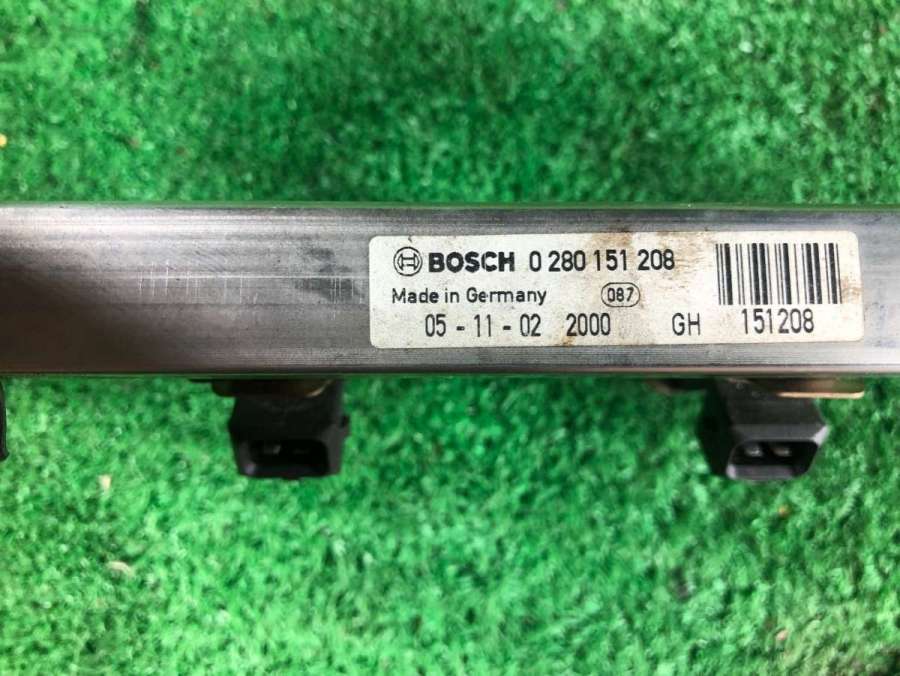 BOSCH 0 280 151 208
Made in Germany 087
05 - 11 - 02 2000 GH 151208